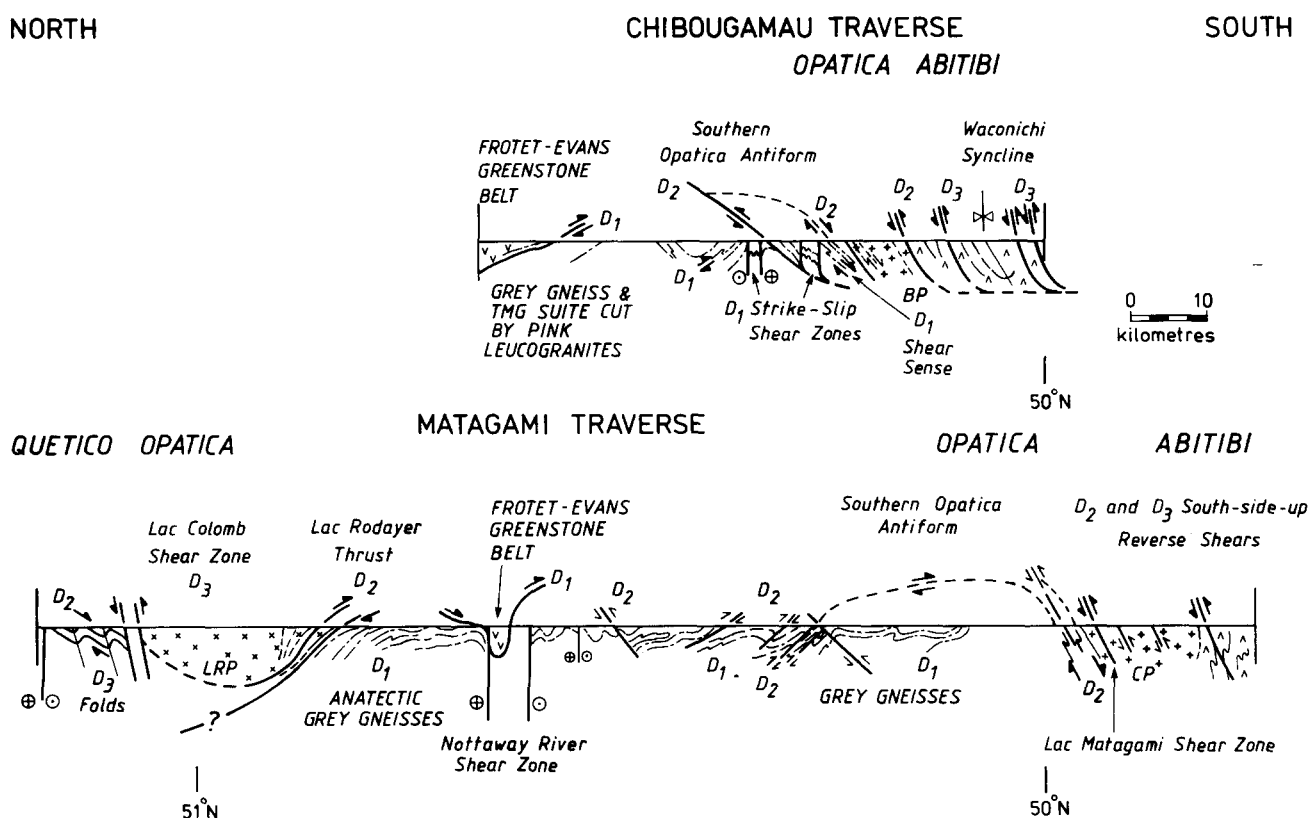 NORTH
CHIBOUGAMAU TRAVERSE
SOUTH
OPATICA ABITIBI
FROTET-EVANS
GREENSTONE
BELT
Southern
Opatica Antiform
Waconichi
Syncline
D1
D2
D2
D2
D3
D3
D1
GREY GNEISS &
TMG SUITE CUT
BY PINK
LEUCOGRANITES
D1 Strike-Slip
Shear Zones
BP
D1
Shear
Sense
0 10
kilometres
50°N
MATAGAMI TRAVERSE
QUETICO OPATICA
OPATICA ABITIBI
Lac Colomb
Shear Zone
D3
Lac Rodayer
Thrust
D2
FROTET-EVANS
GREENSTONE
BELT
D1
Southern Opatica
Antiform
D2 and D3 South-side-up
Reverse Shears
D2
D2
D2
D3
Folds
LRP
?
D1
ANATECTIC
GREY GNEISSES
Nottaway River
Shear Zone
D1-
D2
D1
GREY GNEISSES
D2
CP
Lac Matagami Shear Zone
51°N
50°N